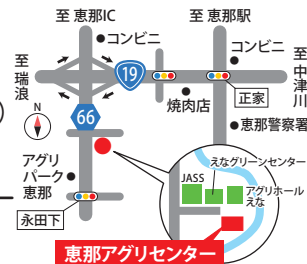 至 恵那IC
至 恵那駅
コンビニ
コンビニ
至瑞浪
19
至中津川
N
66
焼肉店
正家
恵那警察署
えなグリーンセンター
JASS
アグリホール
えな
アグリ
パーク
恵那
永田下
恵那アグリセンター